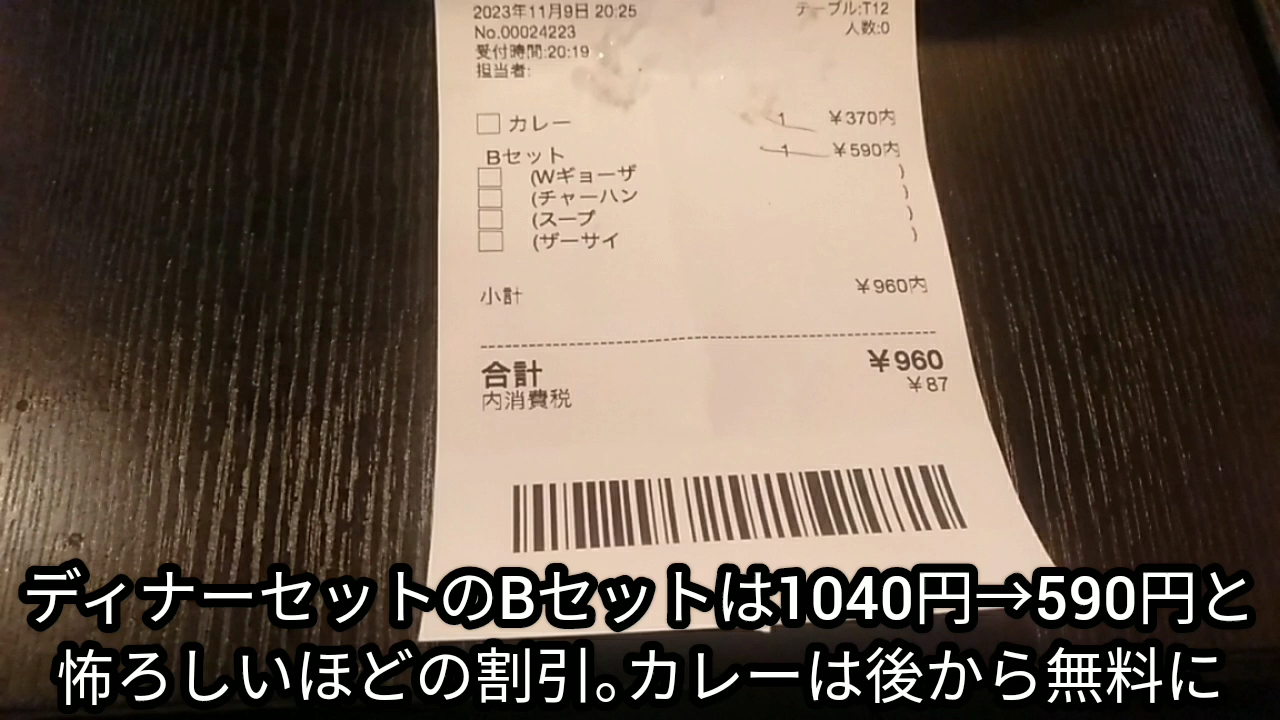 2023年11月9日 20:25 テーブル:T12
No.00024223 人数:0
受付時間:20:19
担当者:
カレー 1 ¥370内
Bセット 1 ¥590内
(Wギョーザ )
(チャーハン )
(スープ )
(ザーサイ )
小計 ¥960内
合計 ¥960
内消費税 ¥87
ディナーセットのBセットは1040円→590円と
怖ろしいほどの割引。カレーは後から無料に